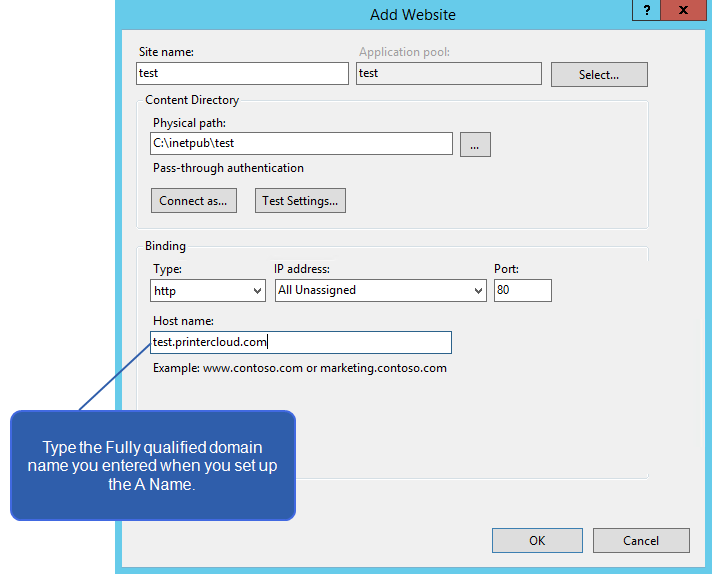 Add Website
? x
Site name: Application pool:
test test Select...
Content Directory
Physical path:
C:\inetpub\test ...
Pass-through authentication
Connect as... Test Settings...
Binding
Type: IP address: Port:
http All Unassigned 80
Host name:
test.printercloud.com
Example: www.contoso.com or marketing.contoso.com
Type the Fully qualified domain
name you entered when you set up
the A Name.
OK Cancel